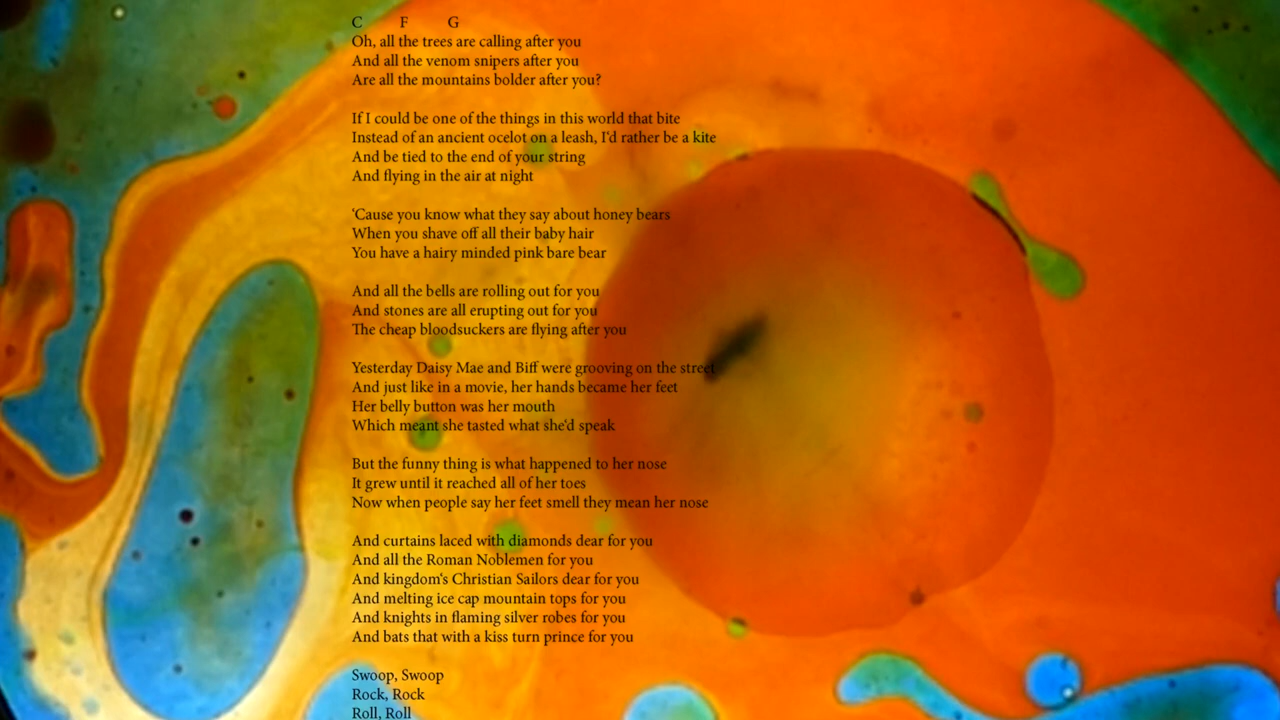 C F G
Oh, all the trees are calling after you
And all the venom snipers after you
Are all the mountains bolder after you?
If I could be one of the things in this world that bite
Instead of an ancient ocelot on a leash, I'd rather be a kite
And be tied to the end of your string
And flying in the air at night
‘Cause you know what they say about honey bears
When you shave off all their baby hair
You have a hairy minded pink bare bear
And all the bells are rolling out for you
And stones are all erupting out for you
The cheap bloodsuckers are flying after you
Yesterday Daisy Mae and Biff were grooving on the street
And just like in a movie, her hands became her feet
Her belly button was her mouth
Which meant she tasted what she'd speak
But the funny thing is what happened to her nose
It grew until it reached all of her toes
Now when people say her feet smell they mean her nose
And curtains laced with diamonds dear for you
And all the Roman Noblemen for you
And kingdom's Christian Sailors dear for you
And melting ice cap mountain tops for you
And knights in flaming silver robes for you
And bats that with a kiss turn prince for you
Swoop, Swoop
Rock, Rock
Roll, Roll